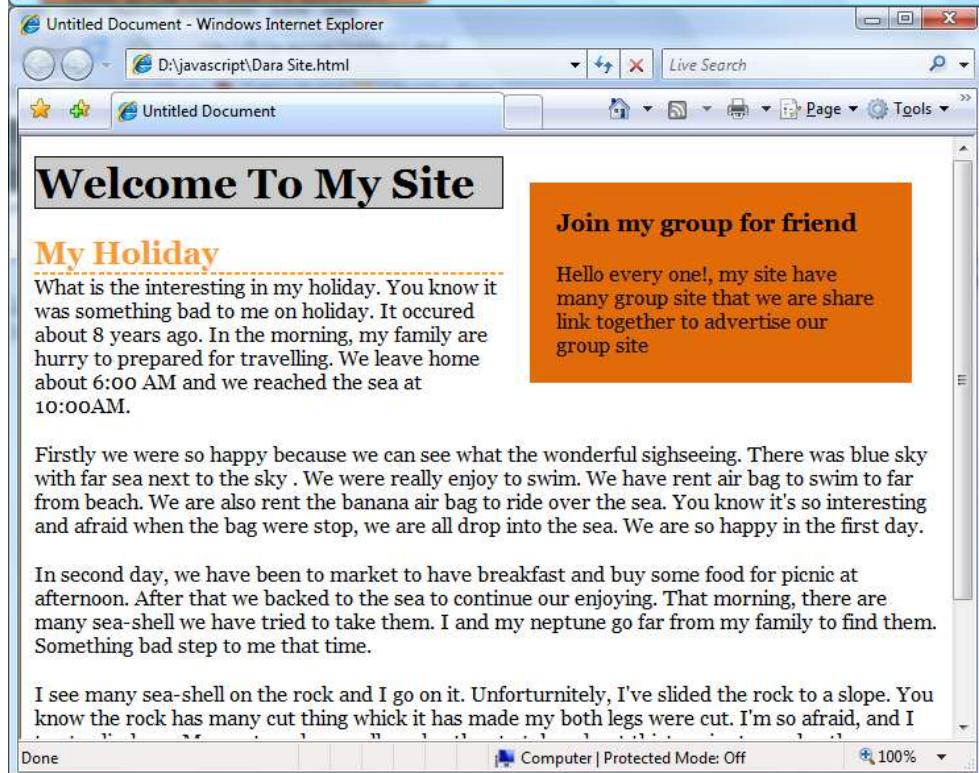 Untitled Document - Windows Internet Explorer
D:\javascript\Dara Site.html
Live Search
Untitled Document
Page
Tools
Welcome To My Site
My Holiday
What is the interesting in my holiday. You know it
was something bad to me on holiday. It occured
about 8 years ago. In the morning, my family are
hurry to prepared for travelling. We leave home
about 6:00 AM and we reached the sea at
10:00AM.
Join my group for friend
Hello every one!, my site have
many group site that we are share
link together to advertise our
group site
Firstly we were so happy because we can see what the wonderful sighseeing. There was blue sky
with far sea next to the sky . We were really enjoy to swim. We have rent air bag to swim to far
from beach. We are also rent the banana air bag to ride over the sea. You know it's so interesting
and afraid when the bag were stop, we are all drop into the sea. We are so happy in the first day.
In second day, we have been to market to have breakfast and buy some food for picnic at
afternoon. After that we backed to the sea to continue our enjoying. That morning, there are
many sea-shell we have tried to take them. I and my neptune go far from my family to find them.
Something bad step to me that time.
I see many sea-shell on the rock and I go on it. Unforturnitely, I've slided the rock to a slope. You
know the rock has many cut thing whick it has made my both legs were cut. I'm so afraid, and I
Done
Computer | Protected Mode: Off
100%